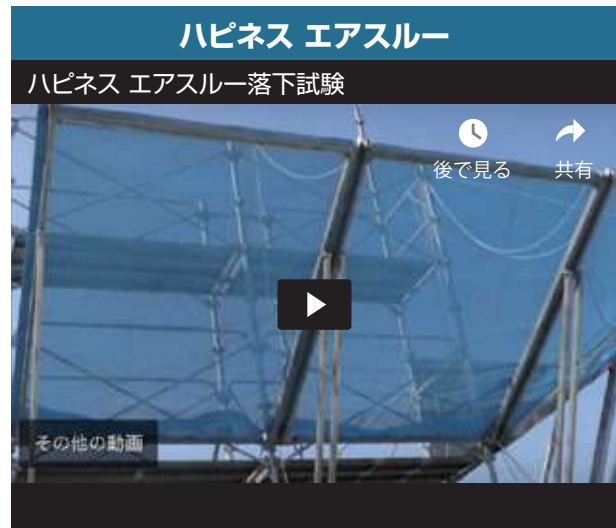 ハピネス エアスルー
ハピネス エアスルー落下試験
後で見る 共有
その他の動画